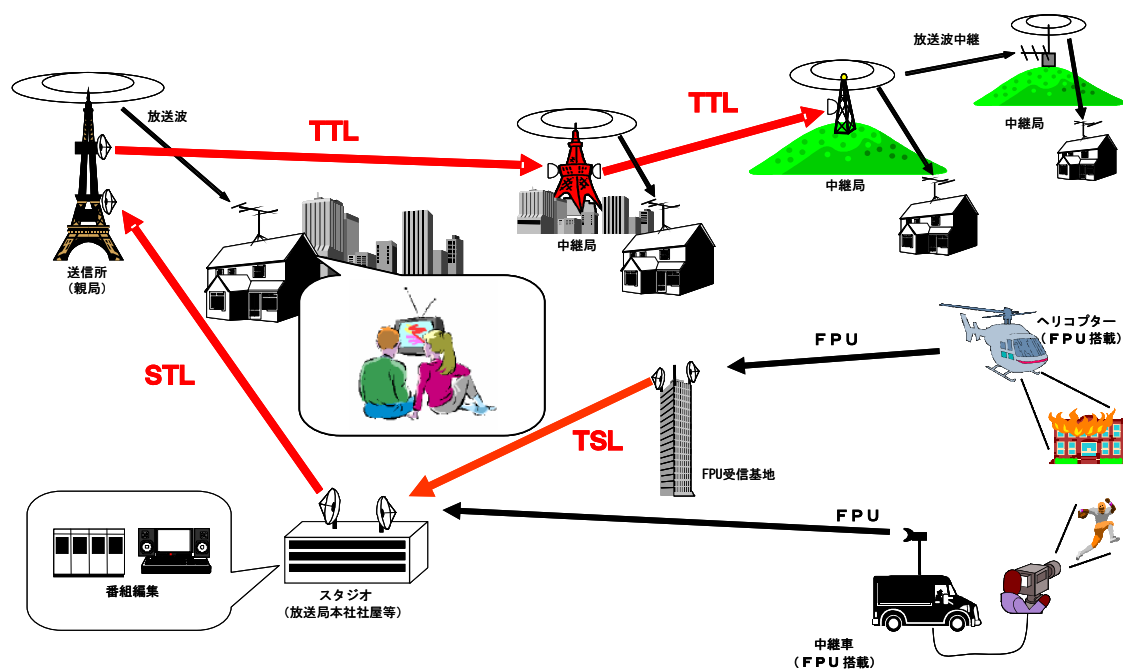 放送波中継
放送波
TTL
TTL
中継局
中継局
中継局
送信所
(親局)
ヘリコプター
(FPU搭載)
FPU
STL
TSL
FPU受信基地
FPU
番組編集
スタジオ
(放送局本社社屋等)
中継車
(FPU搭載)